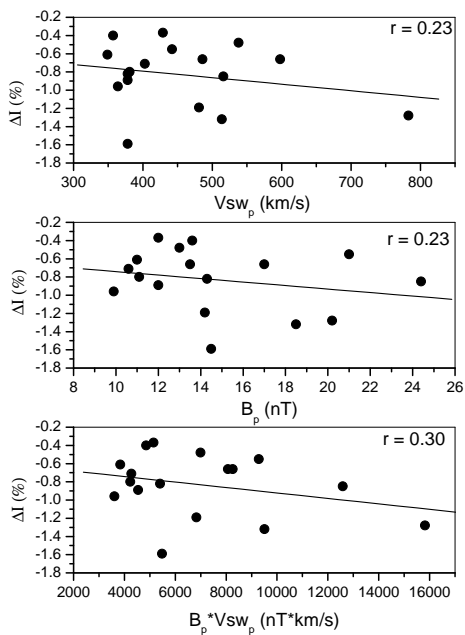 r = 0.23
ΔI (%)
-0.2
-0.4
-0.6
-0.8
-1.0
-1.2
-1.4
-1.6
-1.8
300 400 500 600 700 800
Vsw_p (km/s)
r = 0.23
ΔI (%)
-0.2
-0.4
-0.6
-0.8
-1.0
-1.2
-1.4
-1.6
-1.8
8 10 12 14 16 18 20 22 24 26
B_p (nT)
r = 0.30
ΔI (%)
-0.2
-0.4
-0.6
-0.8
-1.0
-1.2
-1.4
-1.6
-1.8
2000 4000 6000 8000 10000 12000 14000 16000
B_p*Vsw_p (nT*km/s)